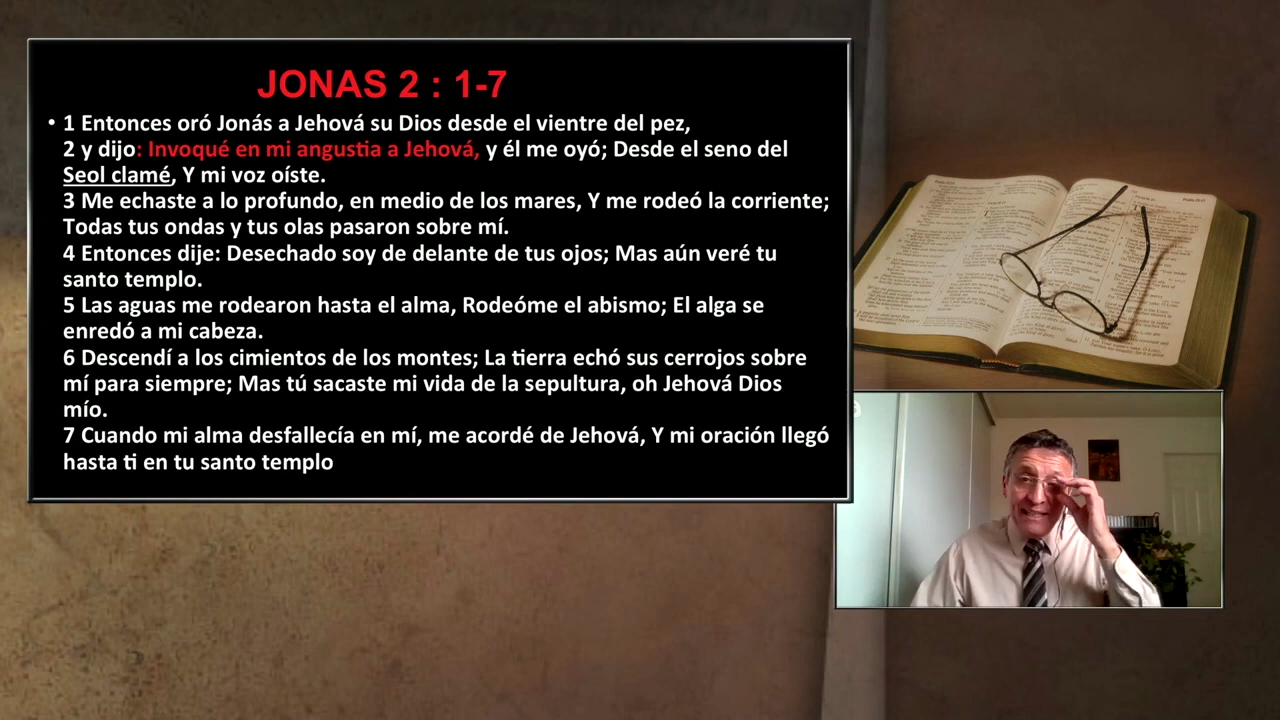 JONAS 2 : 1-7
• 1 Entonces oró Jonás a Jehová su Dios desde el vientre del pez,
2 y dijo: Invoqué en mi angustia a Jehová, y él me oyó; Desde el seno del
Seol clamé, Y mi voz oíste.
3 Me echaste a lo profundo, en medio de los mares, Y me rodeó la corriente;
Todas tus ondas y tus olas pasaron sobre mí.
4 Entonces dije: Desechado soy de delante de tus ojos; Mas aún veré tu
santo templo.
5 Las aguas me rodearon hasta el alma, Rodeóme el abismo; El alga se
enredó a mi cabeza.
6 Descendí a los cimientos de los montes; La tierra echó sus cerrojos sobre
mí para siempre; Mas tú sacaste mi vida de la sepultura, oh Jehová Dios
mío.
7 Cuando mi alma desfallecía en mí, me acordé de Jehová, Y mi oración llegó
hasta ti en tu santo templo